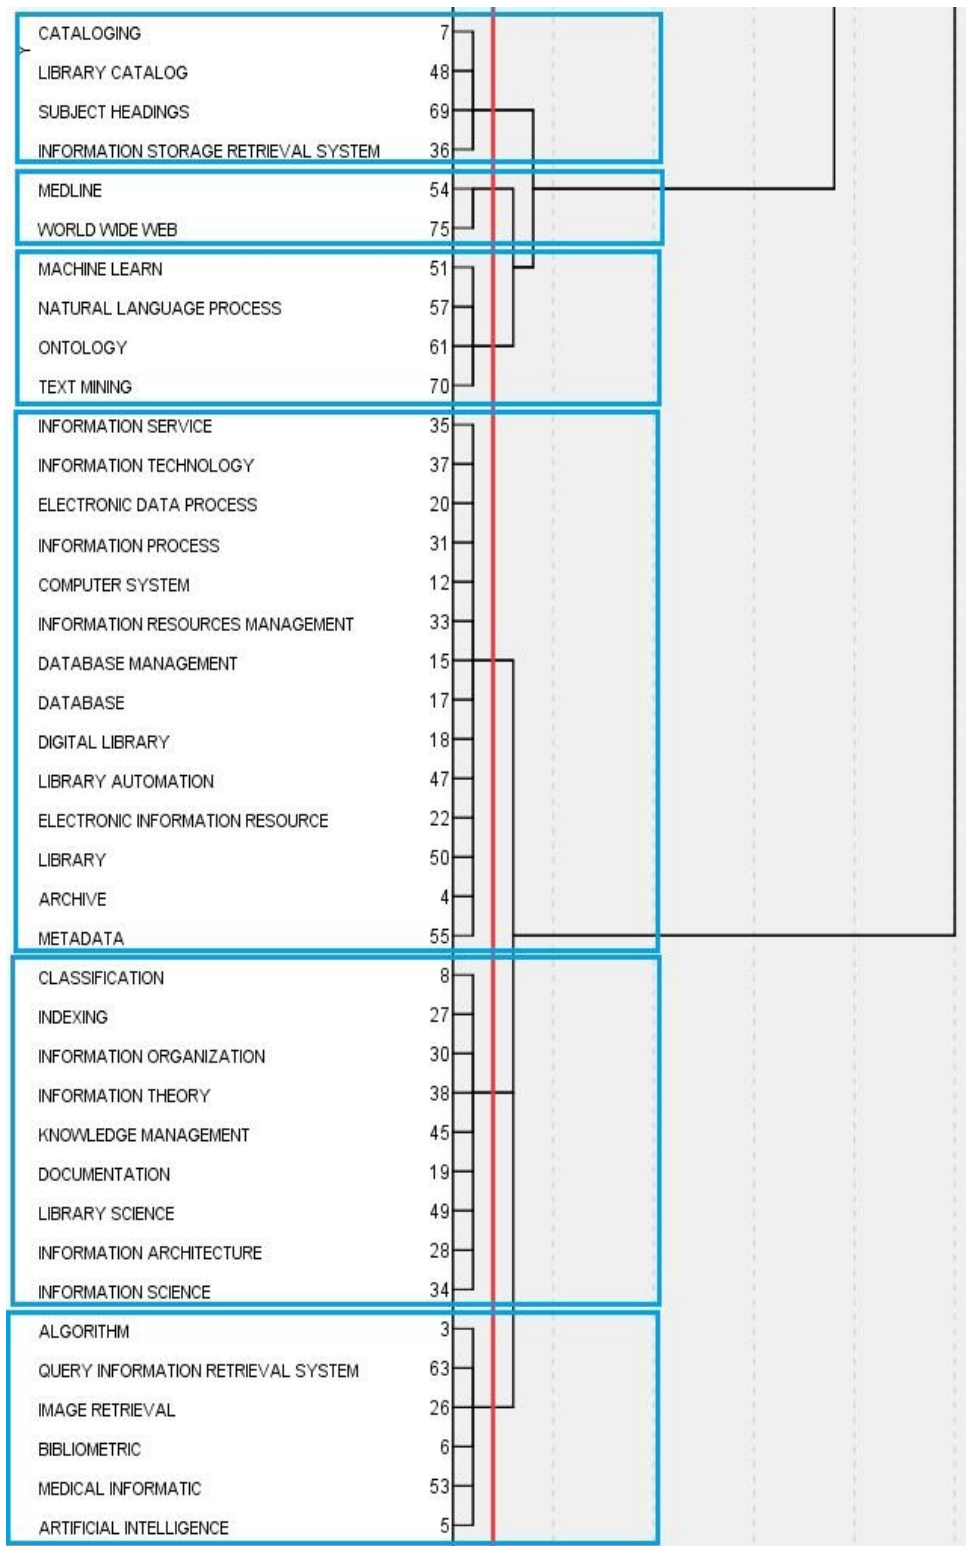 CATALOGING 7
LIBRARY CATALOG 48
SUBJECT HEADINGS 69
INFORMATION STORAGE RETRIEVAL SYSTEM 36
MEDLINE 54
WORLD WIDE WEB 75
MACHINE LEARN 51
NATURAL LANGUAGE PROCESS 57
ONTOLOGY 61
TEXT MINING 70
INFORMATION SERVICE 35
INFORMATION TECHNOLOGY 37
ELECTRONIC DATA PROCESS 20
INFORMATION PROCESS 31
COMPUTER SYSTEM 12
INFORMATION RESOURCES MANAGEMENT 33
DATABASE MANAGEMENT 15
DATABASE 17
DIGITAL LIBRARY 18
LIBRARY AUTOMATION 47
ELECTRONIC INFORMATION RESOURCE 22
LIBRARY 50
ARCHIVE 4
METADATA 55
CLASSIFICATION 8
INDEXING 27
INFORMATION ORGANIZATION 30
INFORMATION THEORY 38
KNOWLEDGE MANAGEMENT 45
DOCUMENTATION 19
LIBRARY SCIENCE 49
INFORMATION ARCHITECTURE 28
INFORMATION SCIENCE 34
ALGORITHM 3
QUERY INFORMATION RETRIEVAL SYSTEM 63
IMAGE RETRIEVAL 26
BIBLIOMETRIC 6
MEDICAL INFORMATIC 53
ARTIFICIAL INTELLIGENCE 5